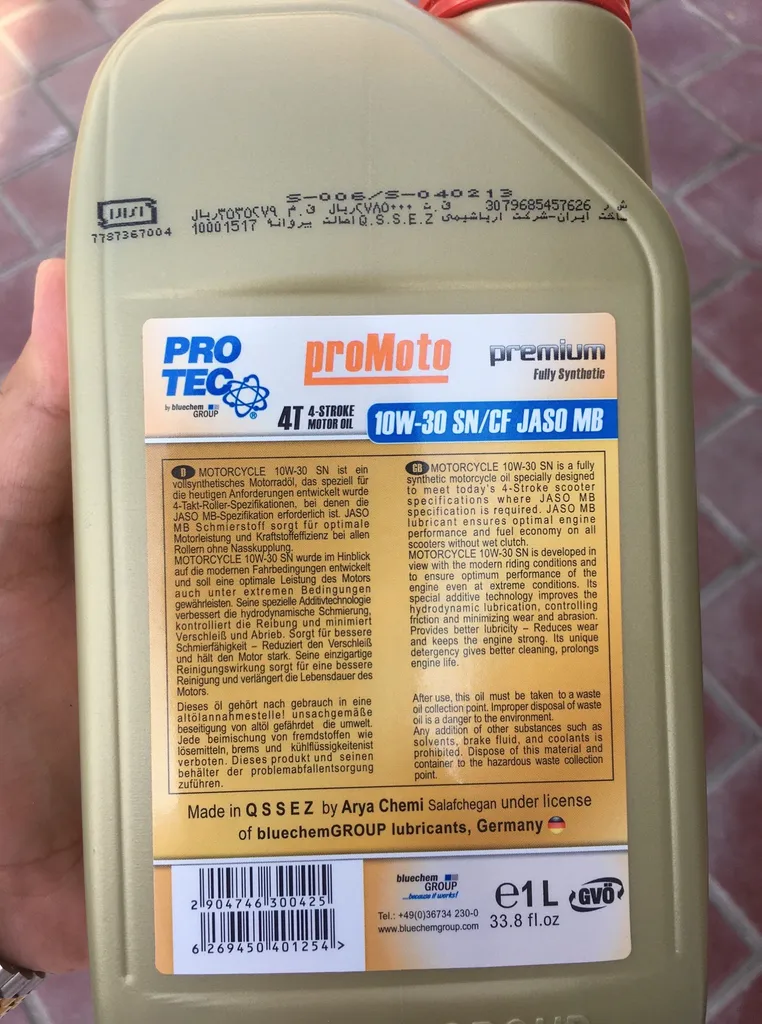 S-006/S-040213
ش ر 3079685457626
7787367004
10001517
Q.S.S.E.Z
ساخت ایران-شرکت
PRO
TEC
®
by bluechem
GROUP
proMoto
premium
Fully Synthetic
4T 4-STROKE
MOTOR OIL
10W-30 SN/CF JASO MB
D MOTORCYCLE 10W-30 SN ist ein
vollsynthetisches Motorradöl, das speziell für
die heutigen Anforderungen entwickelt wurde
4-Takt-Roller-Spezifikationen, bei denen die
JASO MB-Spezifikation erforderlich ist. JASO
MB Schmierstoff sorgt für optimale
Motorleistung und Kraftstoffeffizienz bei allen
Rollern ohne Nasskupplung.
MOTORCYCLE 10W-30 SN wurde im Hinblick
auf die modernen Fahrbedingungen entwickelt
und soll eine optimale Leistung des Motors
auch unter extremen Bedingungen
gewährleisten. Seine spezielle Additivtechnologie
verbessert die hydrodynamische Schmierung,
kontrolliert die Reibung und minimiert
Verschleiß und Abrieb. Sorgt für bessere
Schmierfähigkeit – Reduziert den Verschleiß
und hält den Motor stark. Seine einzigartige
Reinigungswirkung sorgt für eine bessere
Reinigung und verlängert die Lebensdauer des
Motors.
Dieses öl gehört nach gebrauch in eine
altölannahmestelle! unsachgemäße
beseitigung von altöl gefährdet die umwelt.
Jede beimischung von fremdstoffen wie
lösemitteln, brems und kühlflüssigkeitenist
verboten. Dieses produkt und seinen
behälter der problemabfallentsorgung
zuführen.
GB MOTORCYCLE 10W-30 SN is a fully
synthetic motorcycle oil specially designed
to meet today's 4-Stroke scooter
specifications where JASO MB
specification is required. JASO MB
lubricant ensures optimal engine
performance and fuel economy on all
scooters without wet clutch.
MOTORCYCLE 10W-30 SN is developed in
view with the modern riding conditions and
to ensure optimum performance of the
engine even at extreme conditions. Its
special additive technology improves the
hydrodynamic lubrication, controlling
friction and minimizing wear and abrasion.
Provides better lubricity – Reduces wear
and keeps the engine strong. Its unique
detergency gives better cleaning, prolongs
engine life.
After use, this oil must be taken to a waste
oil collection point. Improper disposal of waste
oil is a danger to the environment.
Any addition of other substances such as
solvents, brake fluid, and coolants is
prohibited. Dispose of this material and
container to the hazardous waste collection
point.
Made in Q S S E Z by Arya Chemi Salafchegan under license
of bluechemGROUP lubricants, Germany
2 904746 300425
6 269450 401254 >
bluechem
GROUP
...because it works!
Tel.: +49(0)36734 230-0
www.bluechemgroup.com
℮1 L
33.8 fl.oz
GVÖ